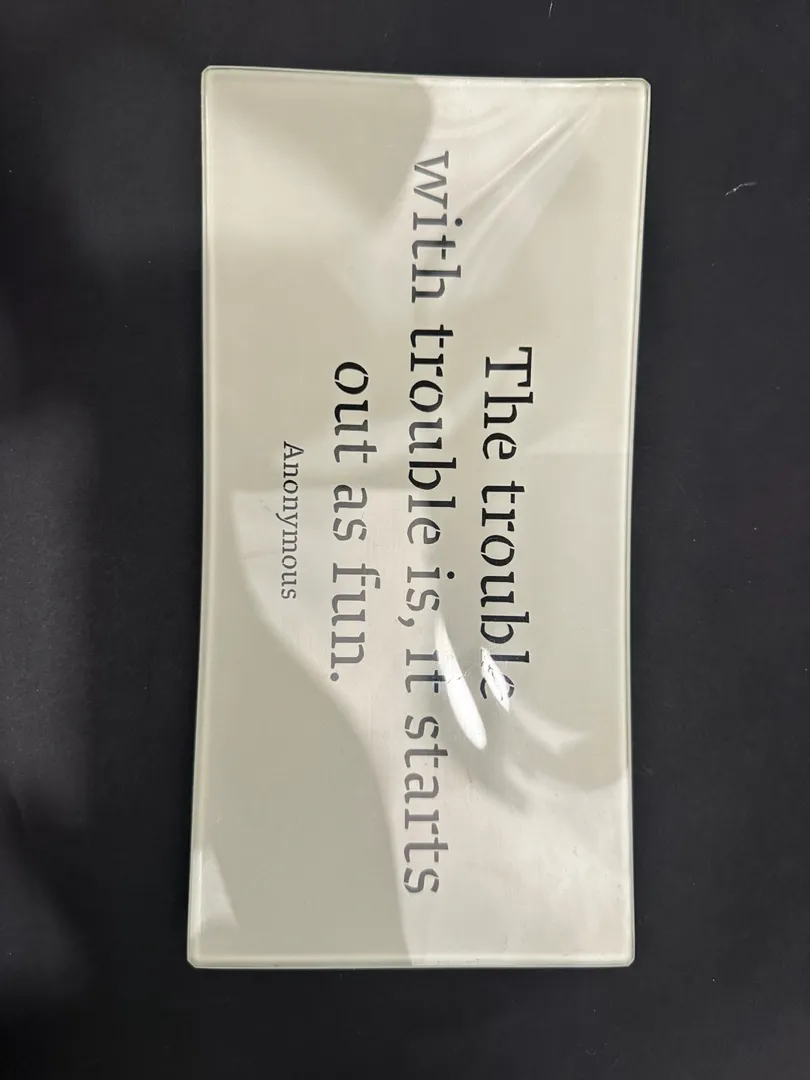 The trouble
with trouble is, it starts
out as fun.
Anonymous